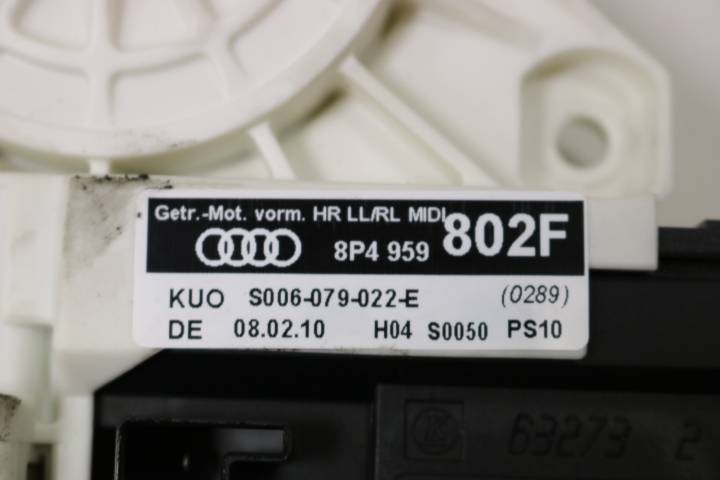 Getr.-Mot. vorm. HR LL/RL MIDI
8P4 959 802F
KUO S006-079-022-E (0289)
DE 08.02.10 H04 S0050 PS10
63273 2